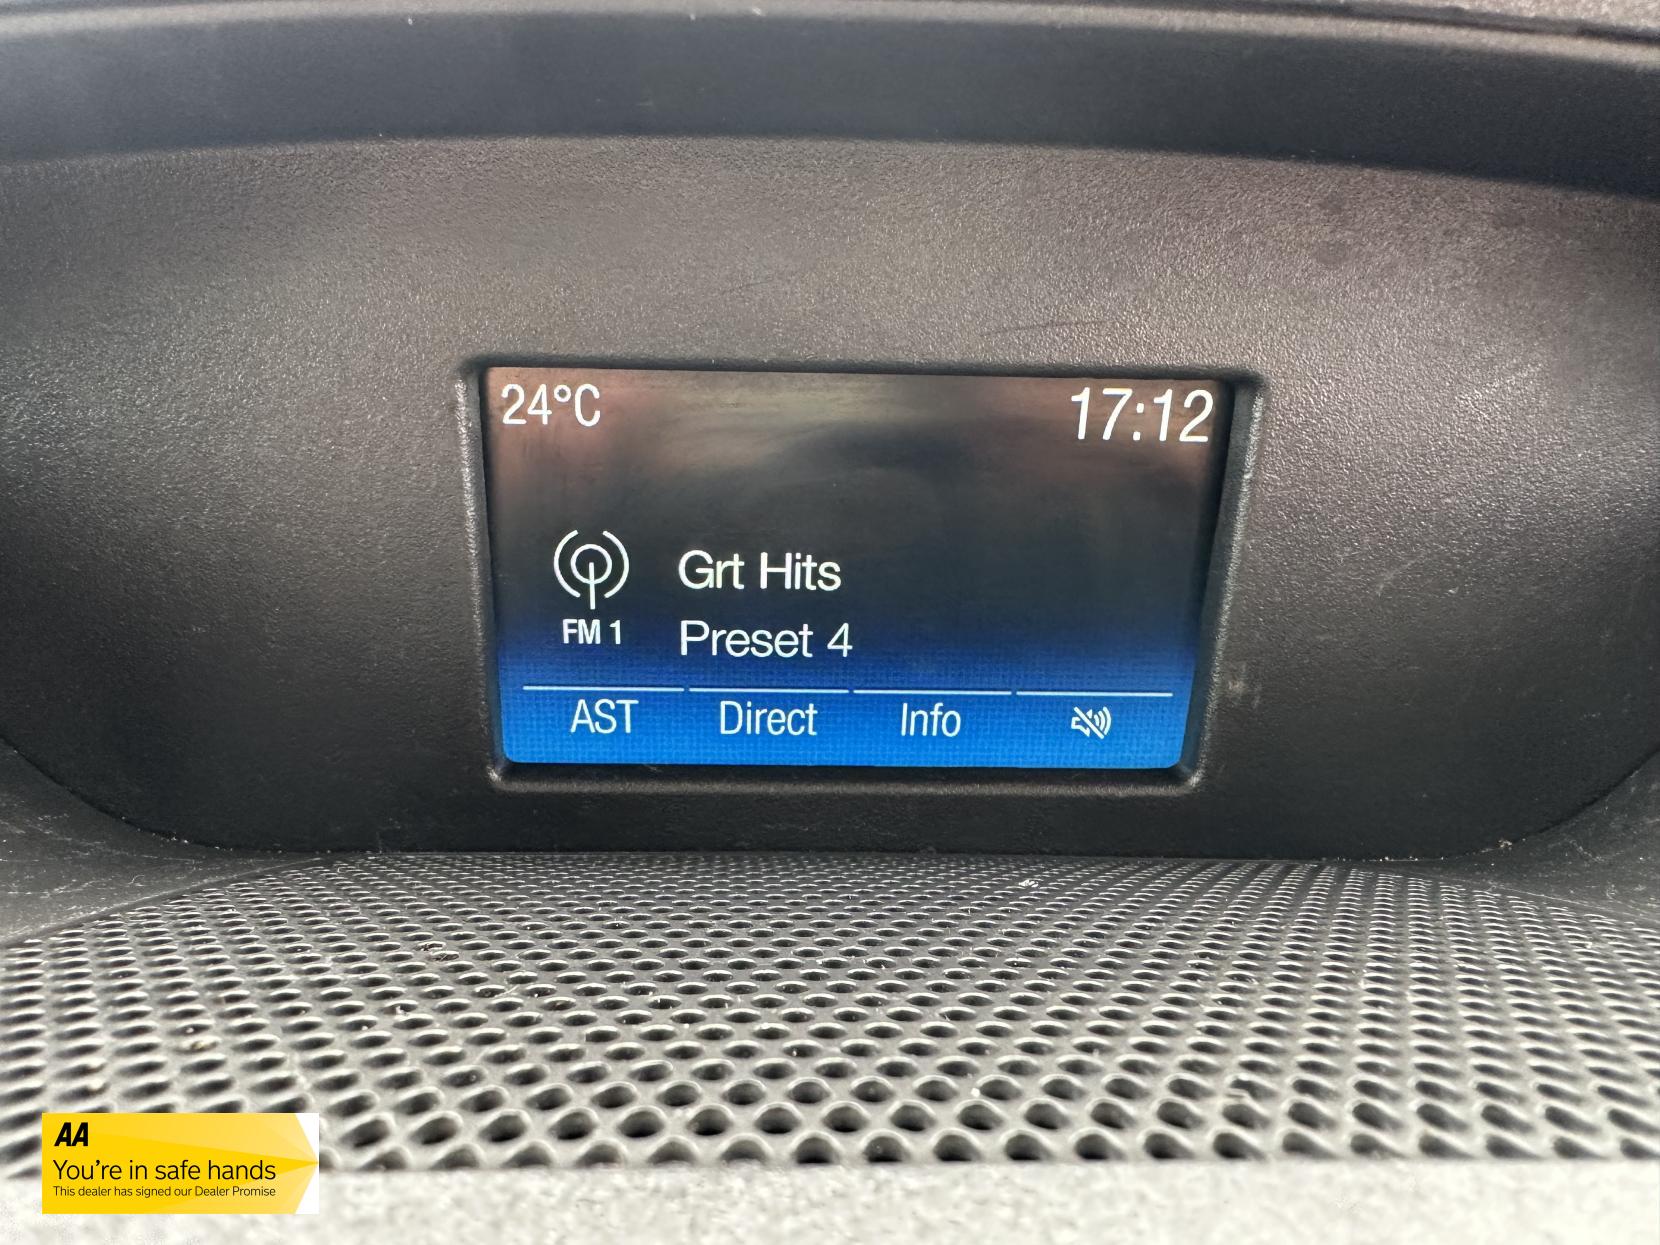 24°C 17:12
Grt Hits
FM 1 Preset 4
AST Direct Info
AA
You're in safe hands
This dealer has signed our Dealer Promise